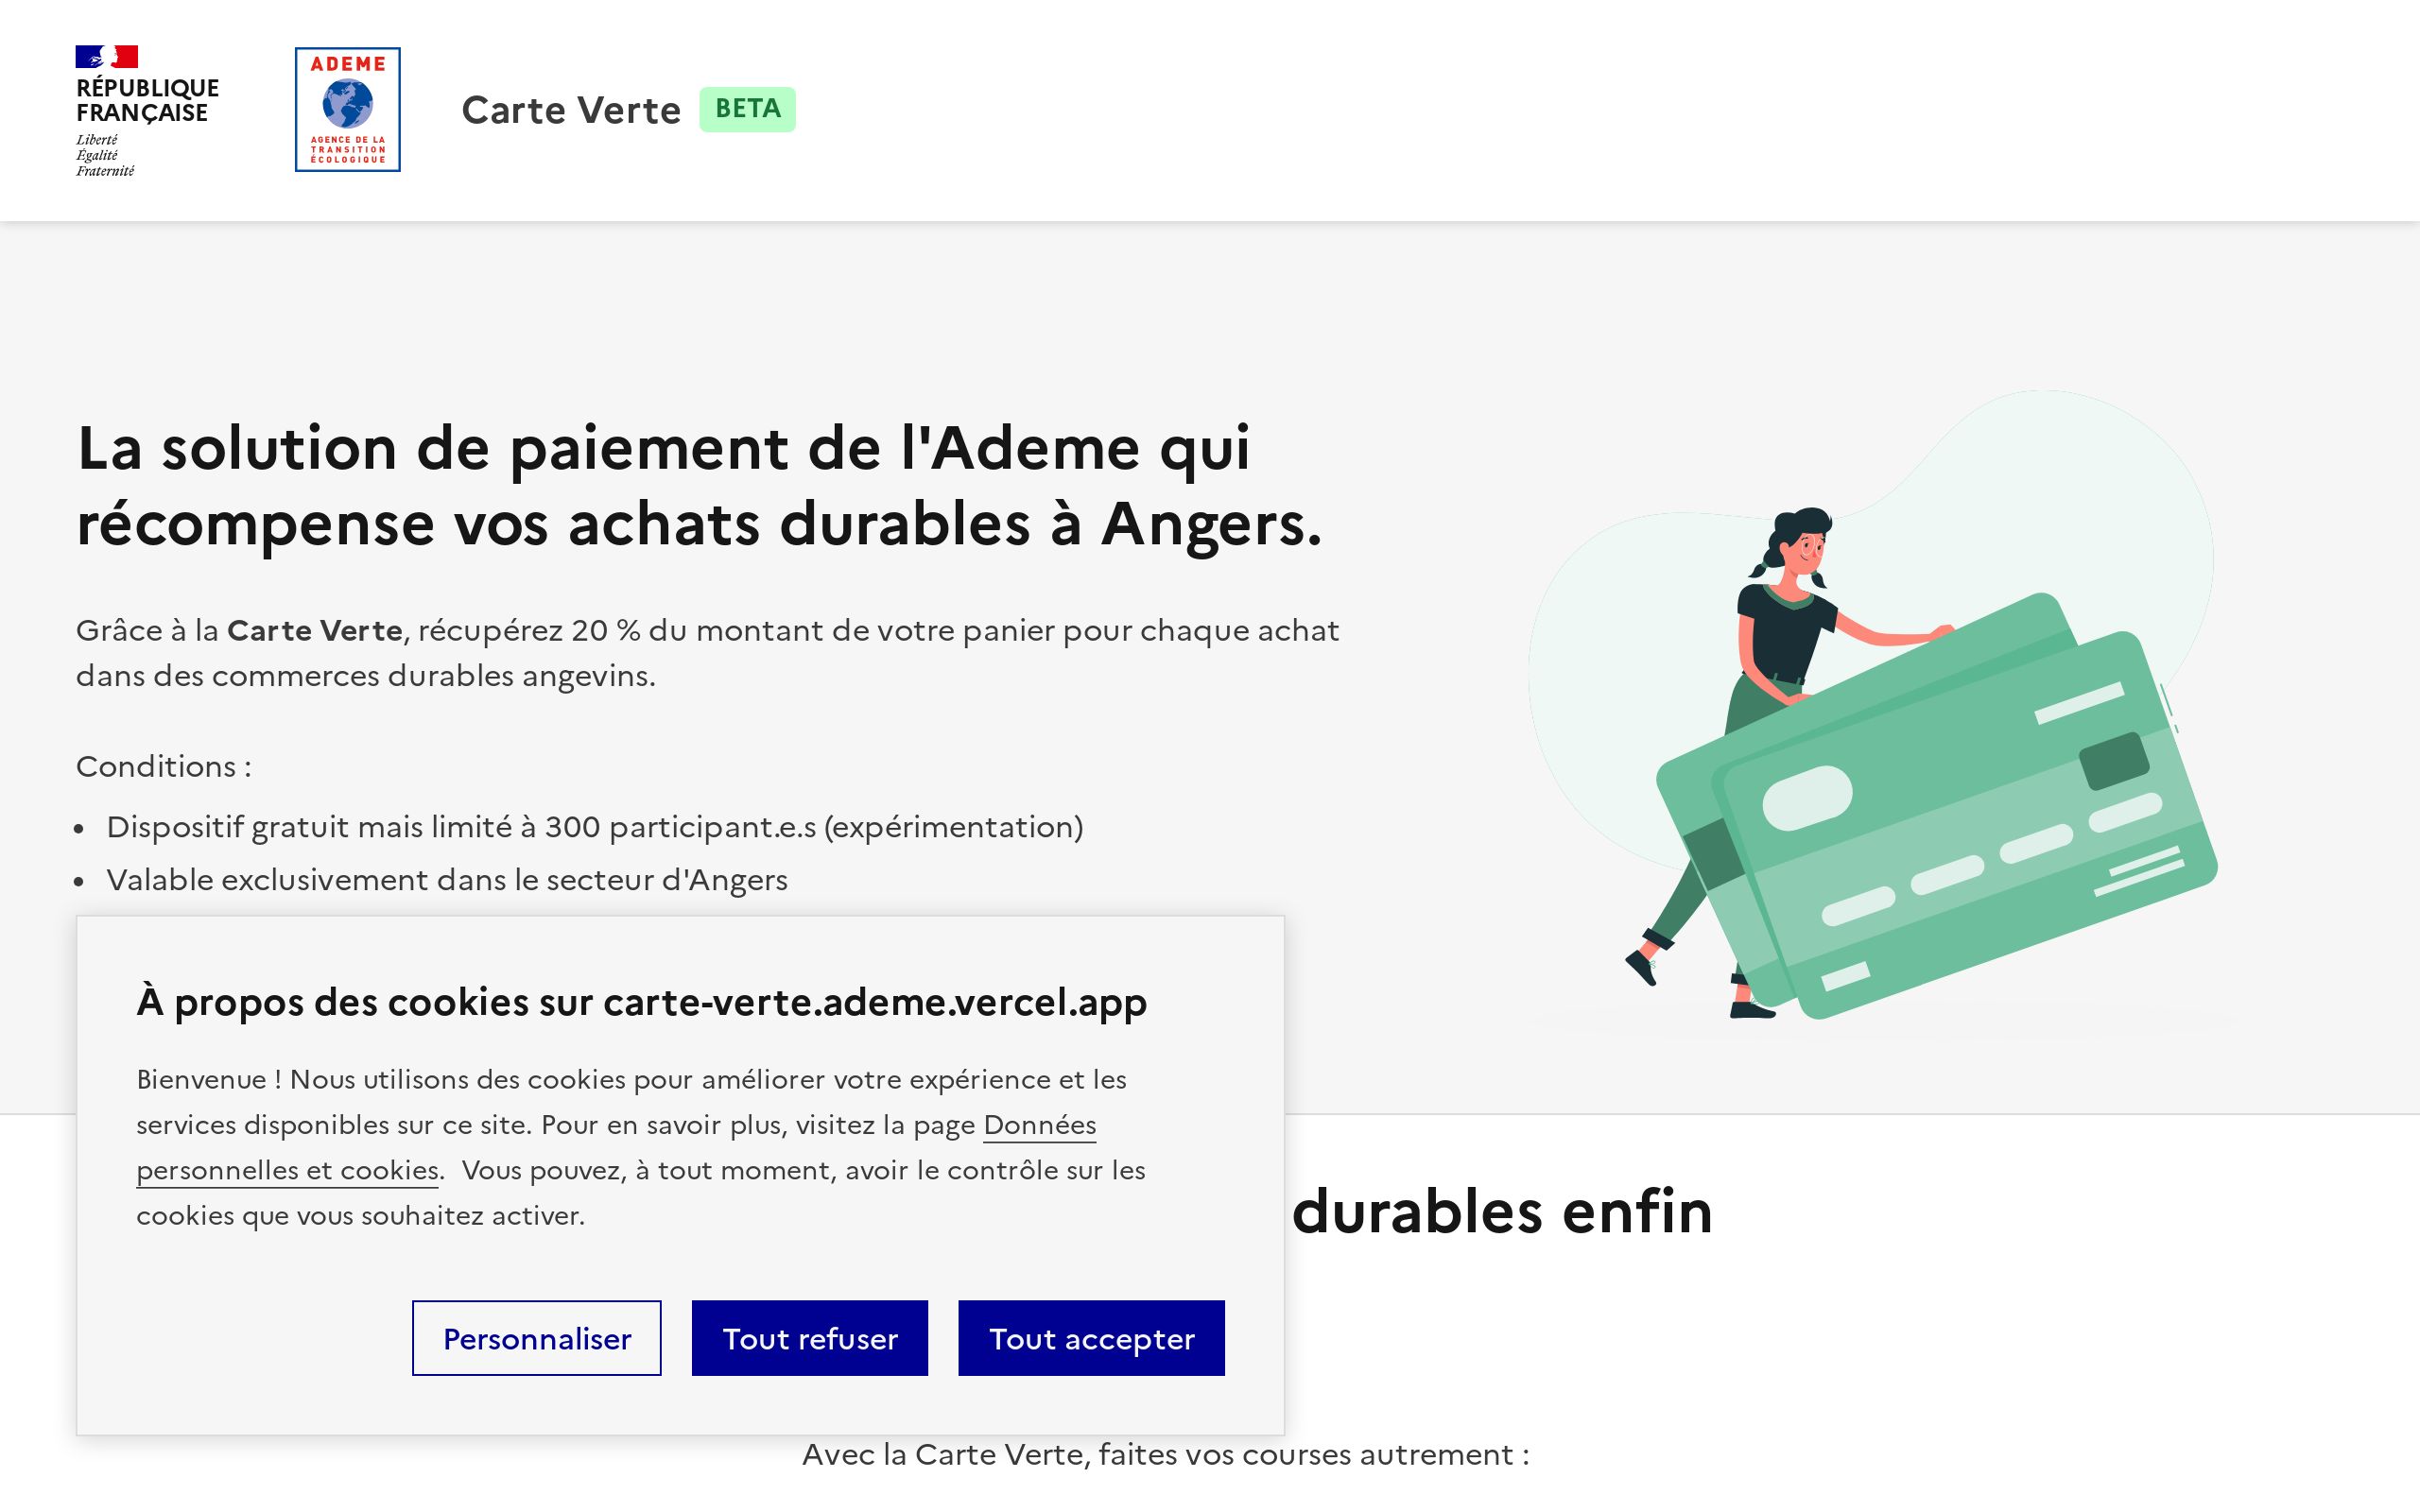 RÉPUBLIQUE
FRANÇAISE
Liberté
Égalité
Fraternité
ADEME
AGENCE DE LA
TRANSITION
ÉCOLOGIQUE
Carte Verte BETA
La solution de paiement de l'Ademe qui
récompense vos achats durables à Angers.
Grâce à la Carte Verte, récupérez 20 % du montant de votre panier pour chaque achat
dans des commerces durables angevins.
Conditions :
• Dispositif gratuit mais limité à 300 participant.e.s (expérimentation)
• Valable exclusivement dans le secteur d'Angers
À propos des cookies sur carte-verte.ademe.vercel.app
Bienvenue ! Nous utilisons des cookies pour améliorer votre expérience et les
services disponibles sur ce site. Pour en savoir plus, visitez la page Données
personnelles et cookies. Vous pouvez, à tout moment, avoir le contrôle sur les
cookies que vous souhaitez activer.
Personnaliser Tout refuser Tout accepter
durables enfin
Avec la Carte Verte, faites vos courses autrement :